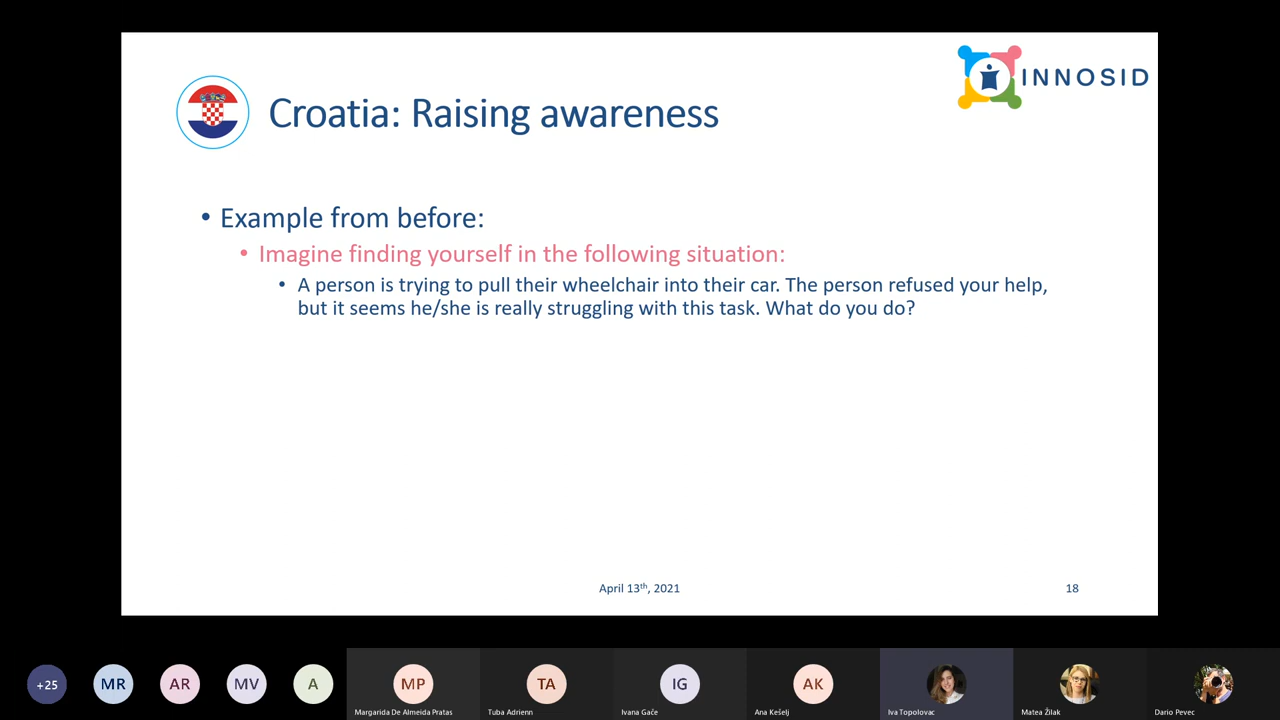 INNOSID
Croatia: Raising awareness
• Example from before:
• Imagine finding yourself in the following situation:
• A person is trying to pull their wheelchair into their car. The person refused your help,
but it seems he/she is really struggling with this task. What do you do?
April 13th, 2021
18
+25
MR
AR
MV
A
MP
TA
IG
AK
Margarida De Almeida Pratas
Tuba Adrienn
Ivana Gače
Ana Kešelj
Iva Topolovac
Matea Žilak
Dario Pevec